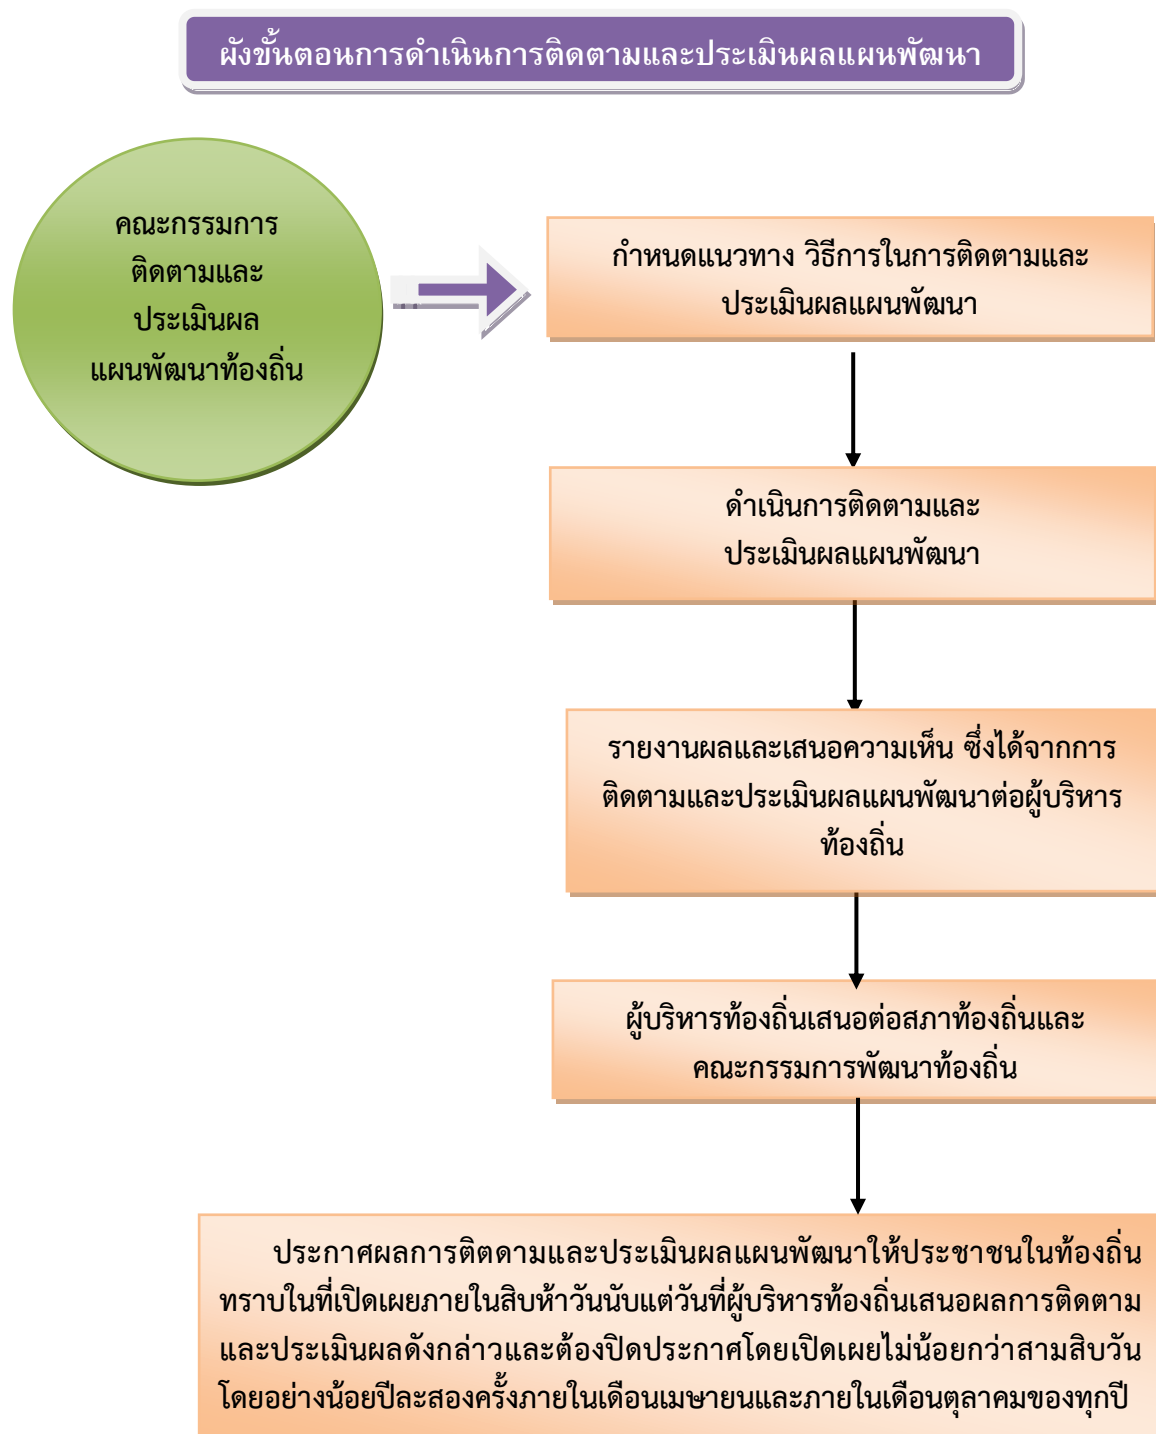 ผังขั้นตอนการดำเนินการติดตามและประเมินผลแผนพัฒนา
คณะกรรมการ
ติดตามและ
ประเมินผล
แผนพัฒนาท้องถิ่น
กำหนดแนวทาง วิธีการในการติดตามและ
ประเมินผลแผนพัฒนา
ดำเนินการติดตามและ
ประเมินผลแผนพัฒนา
รายงานผลและเสนอความเห็น ซึ่งได้จากการ
ติดตามและประเมินผลแผนพัฒนาต่อผู้บริหาร
ท้องถิ่น
ผู้บริหารท้องถิ่นเสนอต่อสภาท้องถิ่นและ
คณะกรรมการพัฒนาท้องถิ่น
ประกาศผลการติตดามและประเมินผลแผนพัฒนาให้ประชาชนในท้องถิ่น
ทราบในที่เปิดเผยภายในสิบห้าวันนับแต่วันที่ผู้บริหารท้องถิ่นเสนอผลการติดตาม
และประเมินผลดังกล่าวและต้องปิดประกาศโดยเปิดเผยไม่น้อยกว่าสามสิบวัน
โดยอย่างน้อยปีละสองครั้งภายในเดือนเมษายนและภายในเดือนตุลาคมของทุกปี